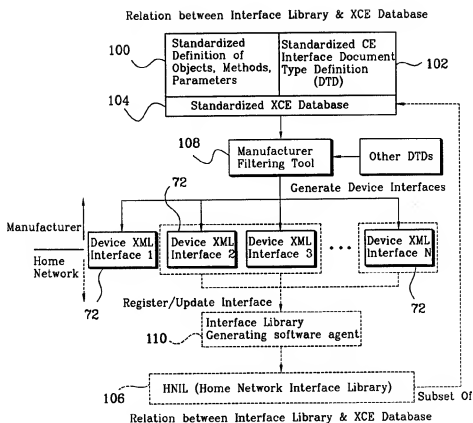 Relation between Interface Library & XCE Database
100
Standardized
Definition of
Objects, Methods,
Parameters
Standardized CE
Interface Document
Type Definition
(DTD)
102
104
Standardized XCE Database
108
Manufacturer
Filtering Tool
Other DTDs
Generate Device Interfaces
Manufacturer
72
Home
Network
Device XML
Interface 1
Device XML
Interface 2
Device XML
Interface 3
Device XML
Interface N
72
72
Register/Update Interface
Interface Library
Generating software agent
110
HNIL (Home Network Interface Library)
106
Subset Of
Relation between Interface Library & XCE Database